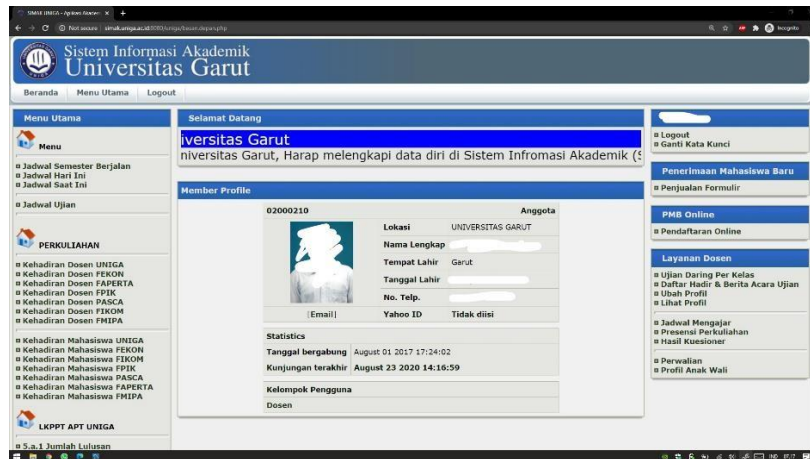 SIMAK UNIGA - Aplikasi Akadem
Not secure
simak.uniga.ac.id
Incognito
Sistem Informasi Akademik
Universitas Garut
Beranda Menu Utama Logout
Menu Utama
Menu
Jadwal Semester Berjalan
Jadwal Hari Ini
Jadwal Saat Ini
Jadwal Ujian
PERKULIAHAN
Kehadiran Dosen UNIGA
Kehadiran Dosen FEKON
Kehadiran Dosen FAPERTA
Kehadiran Dosen FPIK
Kehadiran Dosen PASCA
Kehadiran Dosen FIKOM
Kehadiran Dosen FMIPA
Kehadiran Mahasiswa UNIGA
Kehadiran Mahasiswa FEKON
Kehadiran Mahasiswa FIKOM
Kehadiran Mahasiswa FPIK
Kehadiran Mahasiswa PASCA
Kehadiran Mahasiswa FAPERTA
Kehadiran Mahasiswa FMIPA
LKPPT APT UNIGA
5.a.1 Jumlah Lulusan
Selamat Datang
iversitas Garut
niversitas Garut, Harap melengkapi data diri di Sistem Infromasi Akademik (S
Member Profile
02000210 Anggota
Lokasi UNIVERSITAS GARUT
Nama Lengkap
Tempat Lahir Garut
Tanggal Lahir
No. Telp.
[Email] Yahoo ID Tidak diisi
Statistics
Tanggal bergabung August 01 2017 17:24:02
Kunjungan terakhir August 23 2020 14:16:59
Kelompok Pengguna
Dosen
Logout
Ganti Kata Kunci
Penerimaan Mahasiswa Baru
Penjualan Formulir
PMB Online
Pendaftaran Online
Layanan Dosen
Ujian Daring Per Kelas
Daftar Hadir & Berita Acara Ujian
Ubah Profil
Lihat Profil
Jadwal Mengajar
Presensi Perkuliahan
Hasil Kuesioner
Perwalian
Profil Anak Wali